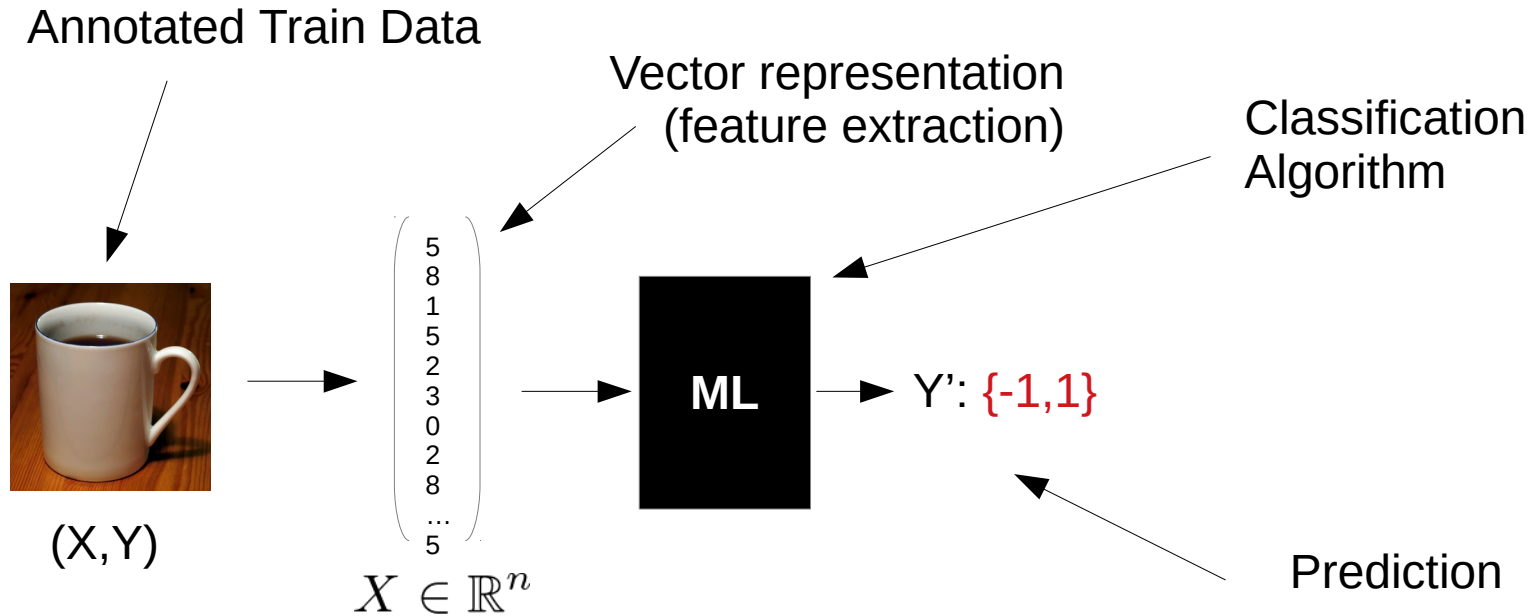 Annotated Train Data
Vector representation
(feature extraction)
Classification
Algorithm
5
8
1
5
2
3
0
2
8
...
5
ML
Y’: {-1,1}
(X,Y)
X ∈ ℝⁿ
Prediction